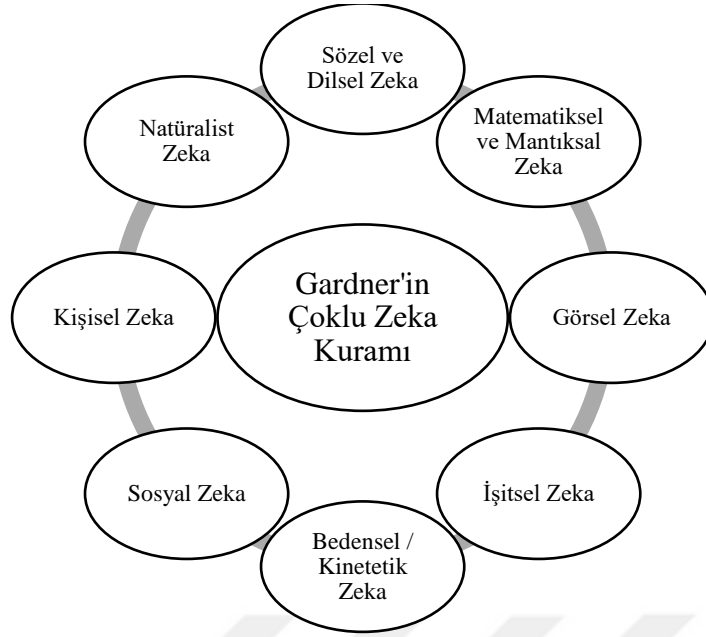 Sözel ve
Dilsel Zeka
Matematiksel
ve Mantıksal
Zeka
Görsel Zeka
İşitsel Zeka
Bedensel /
Kinetetik
Zeka
Sosyal Zeka
Kişisel Zeka
Natüralist
Zeka
Gardner'in
Çoklu Zeka
Kuramı